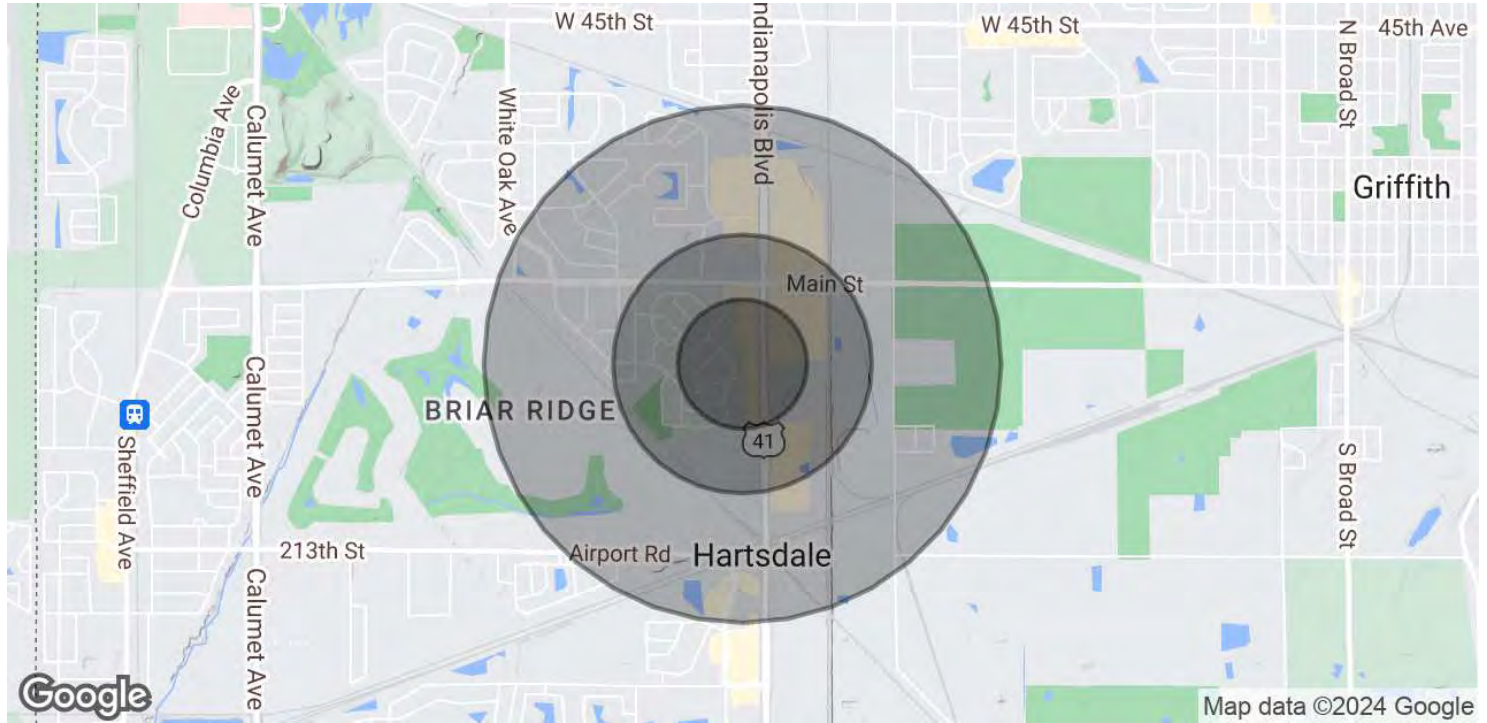 W 45th St
W 45th St
45th Ave
ndianapolis Blvd
N Broad St
Columbia Ave
Calumet Ave
White Oak Ave
Griffith
Main St
Calumet Ave
BRIAR RIDGE
41
Sheffield Ave
S Broad St
213th St
Airport Rd
Hartsdale
Calumet Ave
Google
Map data ©2024 Google